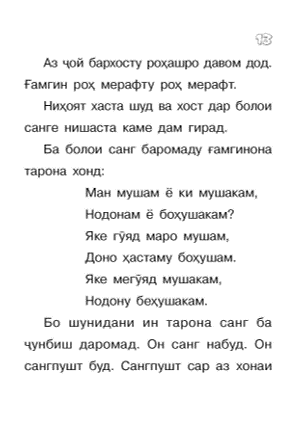 13
Аз ҷой бархосту роҳашро давом дод.
Ғамгин роҳ мерафту роҳ мерафт.
Ниҳоят хаста шуд ва хост дар болои
санге нишаста каме дам гирад.
Ба болои санг баромаду ғамгинона
тарона хонд:
Ман мушам ё ки мушакам,
Нодонам ё боҳушакам?
Яке гӯяд маро мушам,
Доно ҳастаму боҳушам.
Яке мегӯяд мушакам,
Нодону беҳушакам.
Бо шунидани ин тарона санг ба
ҷунбиш даромад. Он санг набуд. Он
сангпушт буд. Сангпушт сар аз хонаи